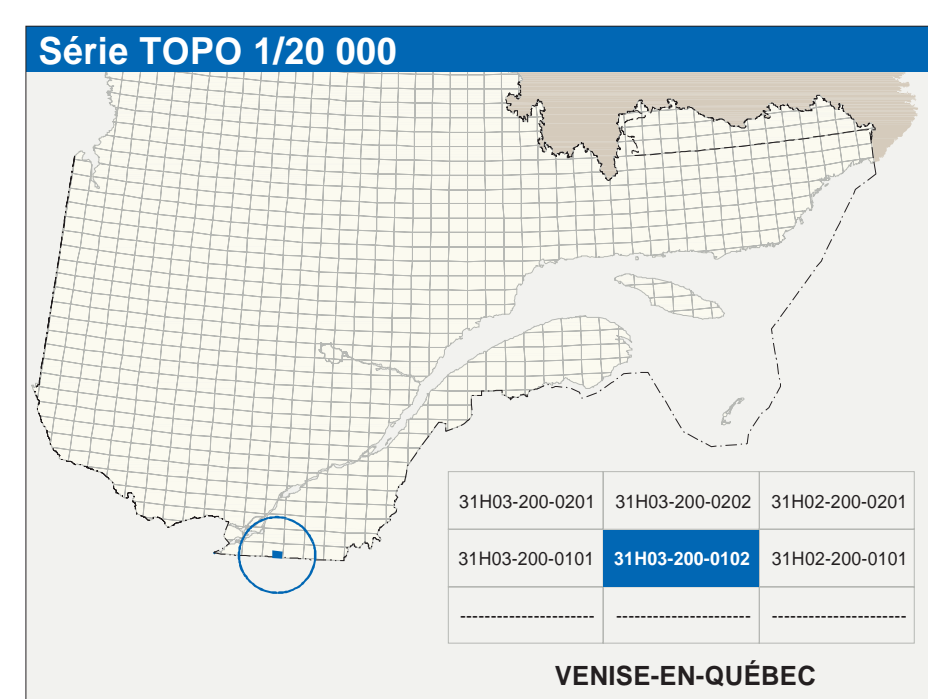 Série TOPO 1/20 000
31H03-200-0201 31H03-200-0202 31H02-200-0201
31H03-200-0101 31H03-200-0102 31H02-200-0101
---------------------- ---------------------- ----------------------
VENISE-EN-QUÉBEC